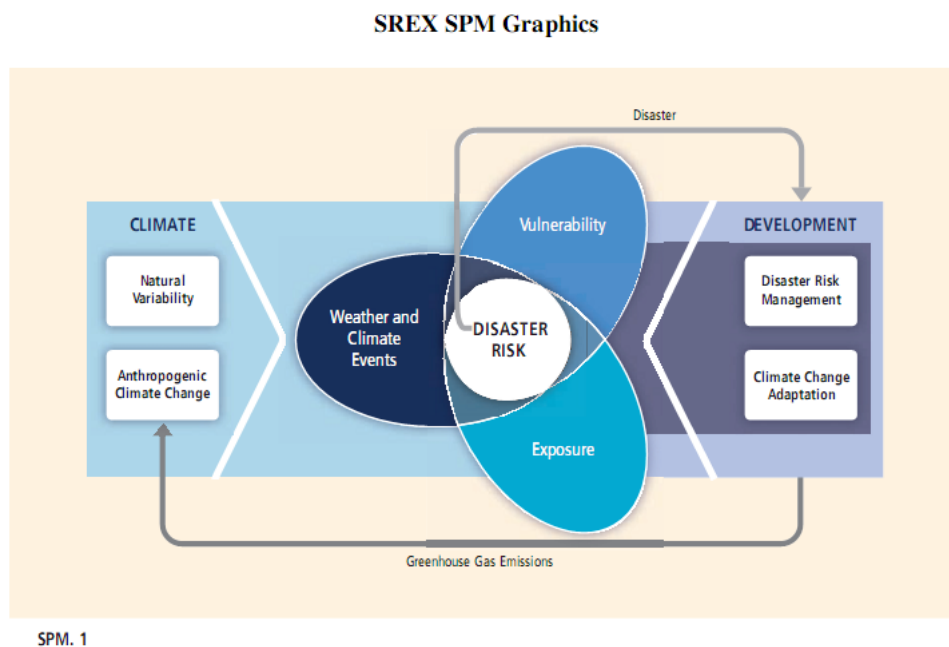 SREX SPM Graphics
Disaster
CLIMATE
Natural
Variability
Anthropogenic
Climate Change
Weather and
Climate
Events
Vulnerability
DISASTER
RISK
Exposure
DEVELOPMENT
Disaster Risk
Management
Climate Change
Adaptation
Greenhouse Gas Emissions
SPM. 1